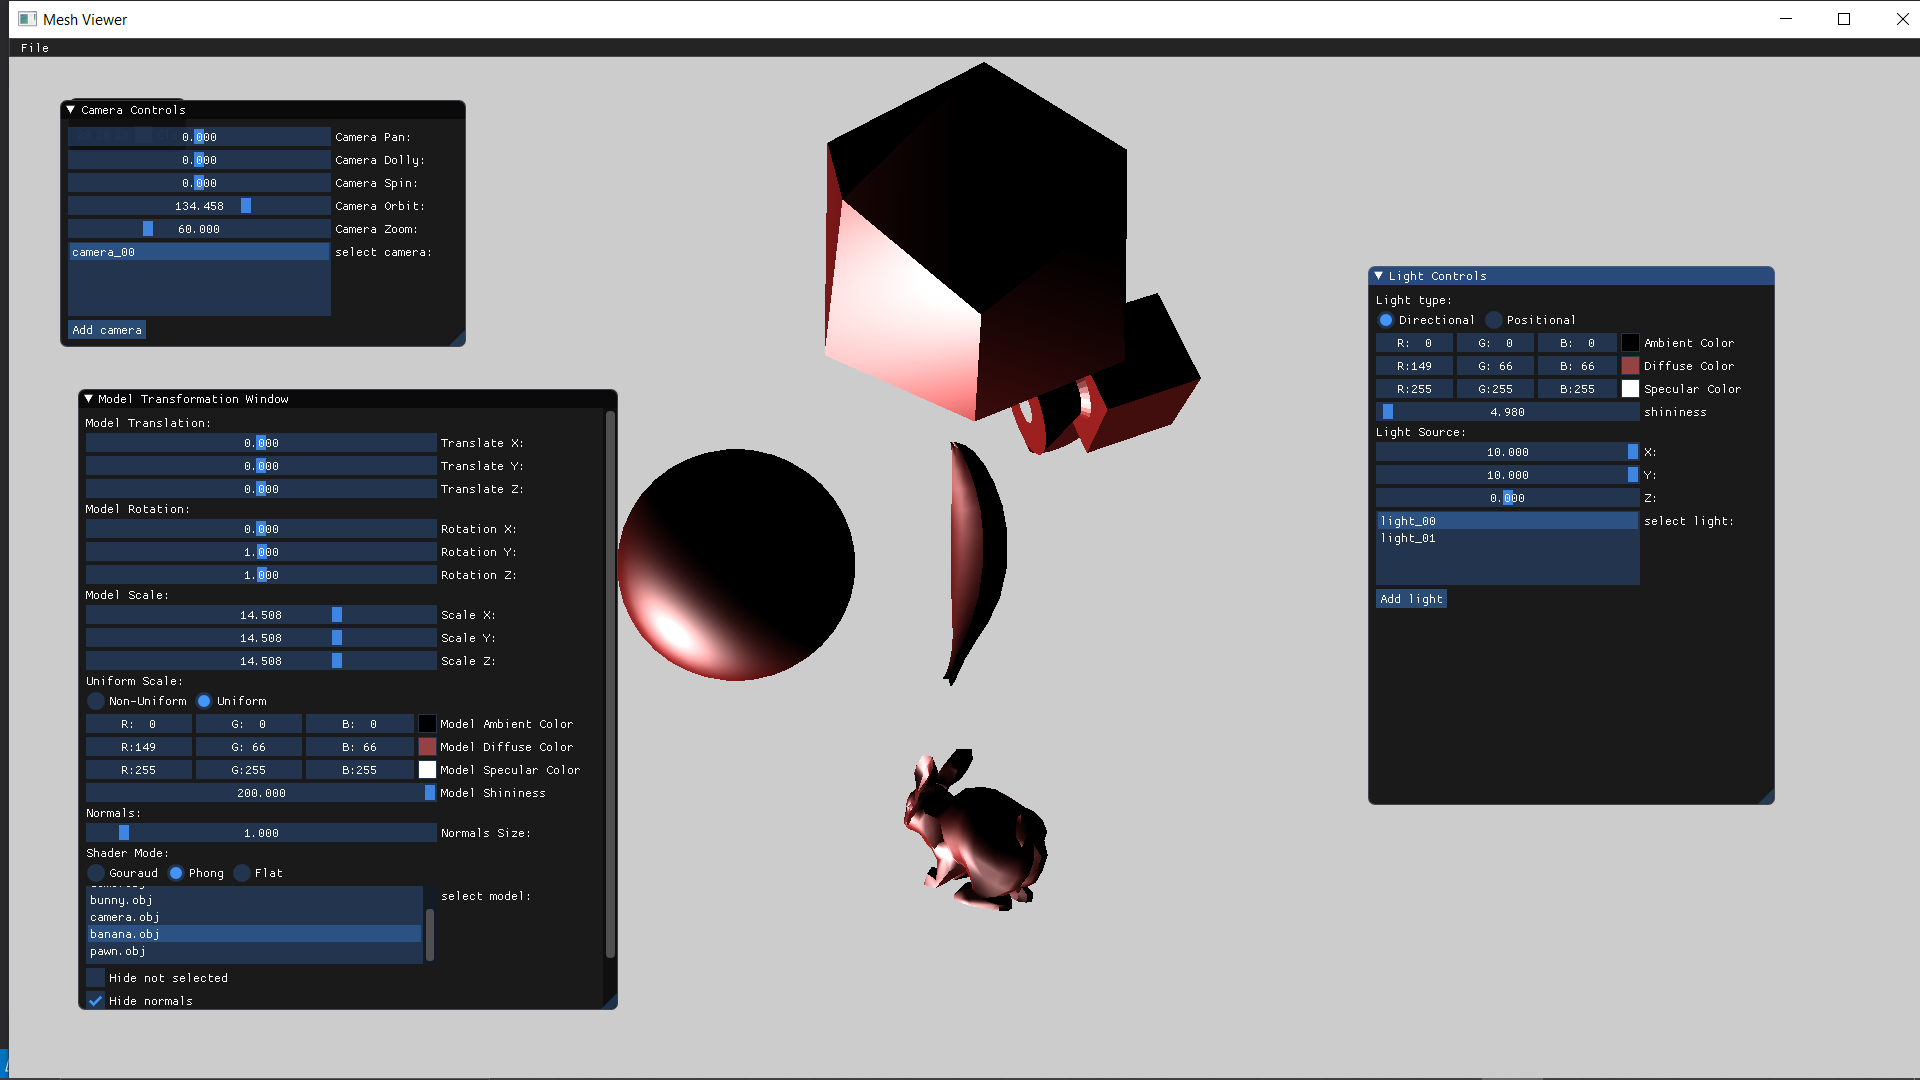 Mesh Viewer
File
Camera Controls
0.000 Camera Pan:
0.000 Camera Dolly:
0.000 Camera Spin:
134.458 Camera Orbit:
60.000 Camera Zoom:
camera_00 select camera:
Add camera
Model Transformation Window
Model Translation:
0.000 Translate X:
0.000 Translate Y:
0.000 Translate Z:
Model Rotation:
0.000 Rotation X:
1.000 Rotation Y:
1.000 Rotation Z:
Model Scale:
14.508 Scale X:
14.508 Scale Y:
14.508 Scale Z:
Uniform Scale:
Non-Uniform Uniform
R: 0 G: 0 B: 0 Model Ambient Color
R:149 G: 66 B: 66 Model Diffuse Color
R:255 G:255 B:255 Model Specular Color
200.000 Model Shininess
Normals:
1.000 Normals Size:
Shader Mode:
Gouraud Phong Flat
select model:
bunny.obj
camera.obj
banana.obj
pawn.obj
Hide not selected
Hide normals
Light Controls
Light type:
Directional Positional
R: 0 G: 0 B: 0 Ambient Color
R:149 G: 66 B: 66 Diffuse Color
R:255 G:255 B:255 Specular Color
4.980 shininess
Light Source:
10.000 X:
10.000 Y:
0.000 Z:
light_00 select light:
light_01
Add light